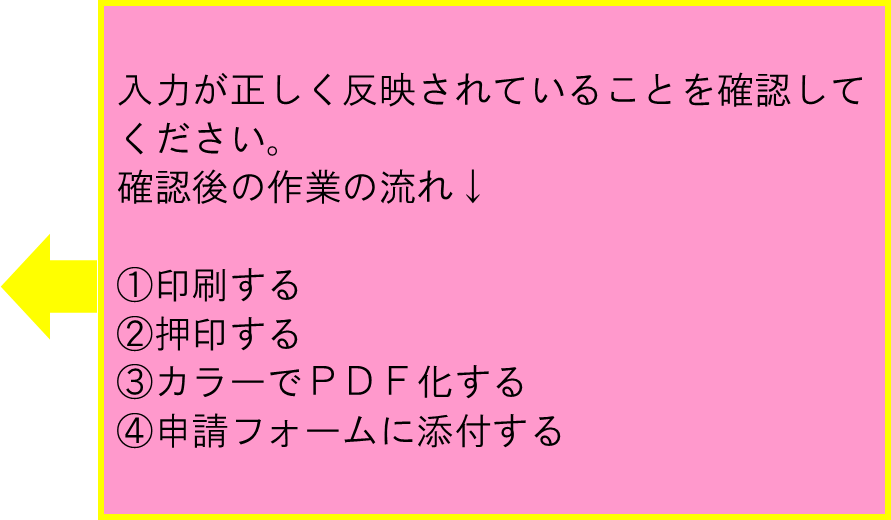 入力が正しく反映されていることを確認して
ください。
確認後の作業の流れ↓
①印刷する
②押印する
③カラーでＰＤＦ化する
④申請フォームに添付する